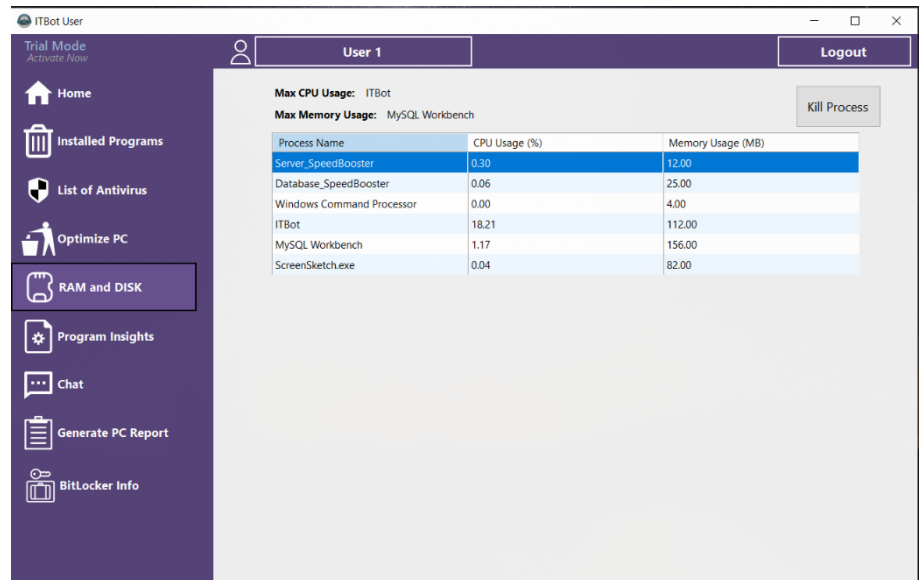 ITBot User
Trial Mode
Activate Now
User 1
Logout
Home
Installed Programs
List of Antivirus
Optimize PC
RAM and DISK
Program Insights
Chat
Generate PC Report
BitLocker Info
Max CPU Usage: ITBot
Max Memory Usage: MySQL Workbench
Kill Process
Process Name CPU Usage (%) Memory Usage (MB)
Server_SpeedBooster 0.30 12.00
Database_SpeedBooster 0.06 25.00
Windows Command Processor 0.00 4.00
ITBot 18.21 112.00
MySQL Workbench 1.17 156.00
ScreenSketch.exe 0.04 82.00